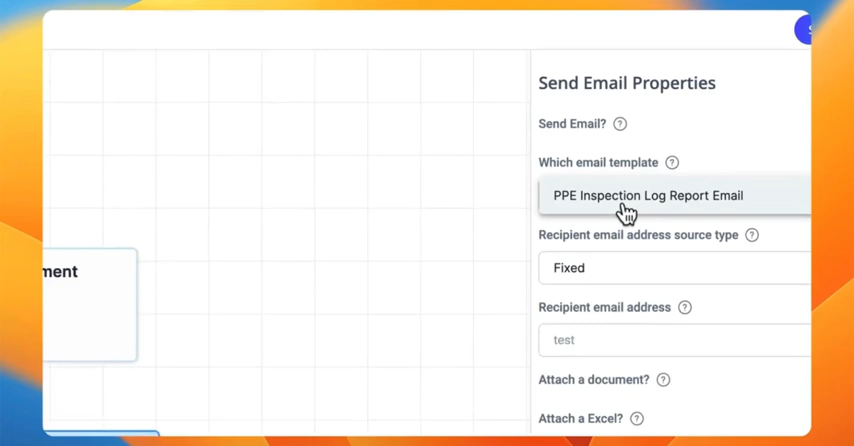 Send Email Properties
Send Email?
Which email template
PPE Inspection Log Report Email
Recipient email address source type
ment
Fixed
Recipient email address
test
Attach a document?
Attach a Excel?